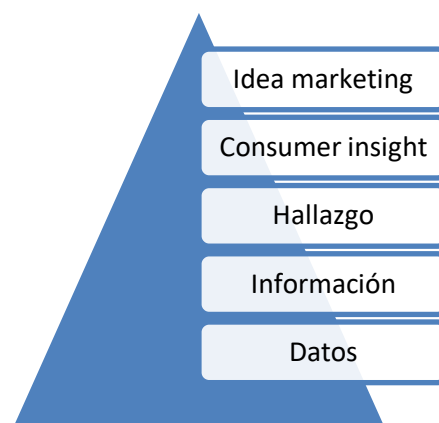 Idea marketing
Consumer insight
Hallazgo
Información
Datos